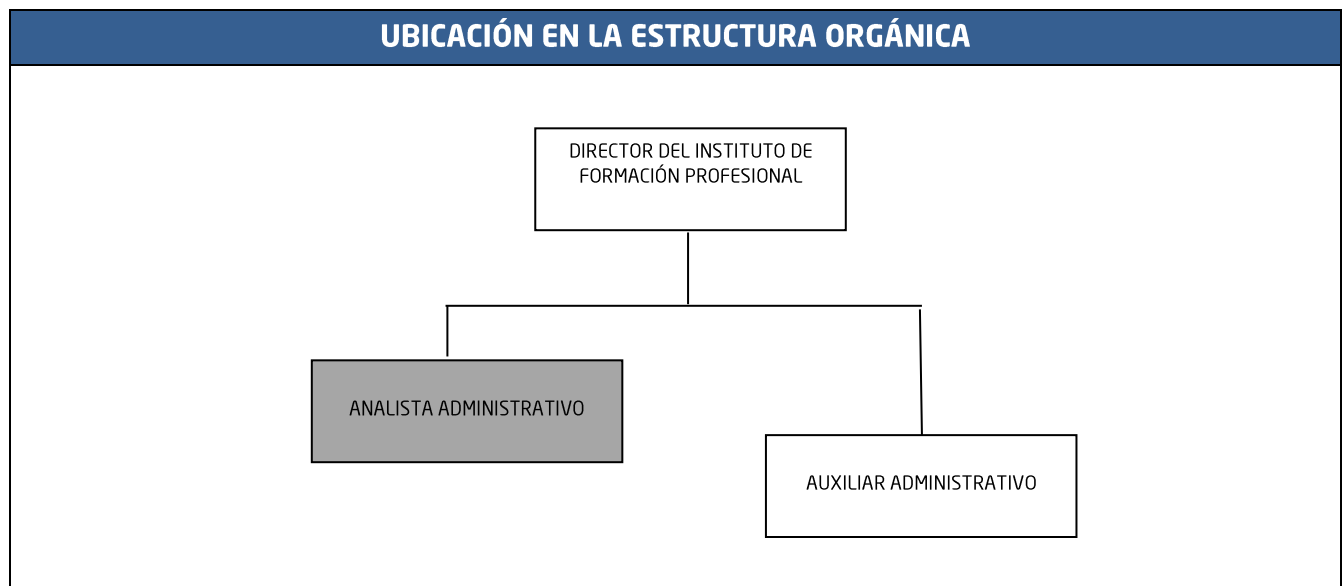 UBICACIÓN EN LA ESTRUCTURA ORGÁNICA
DIRECTOR DEL INSTITUTO DE
FORMACIÓN PROFESIONAL
ANALISTA ADMINISTRATIVO
AUXILIAR ADMINISTRATIVO